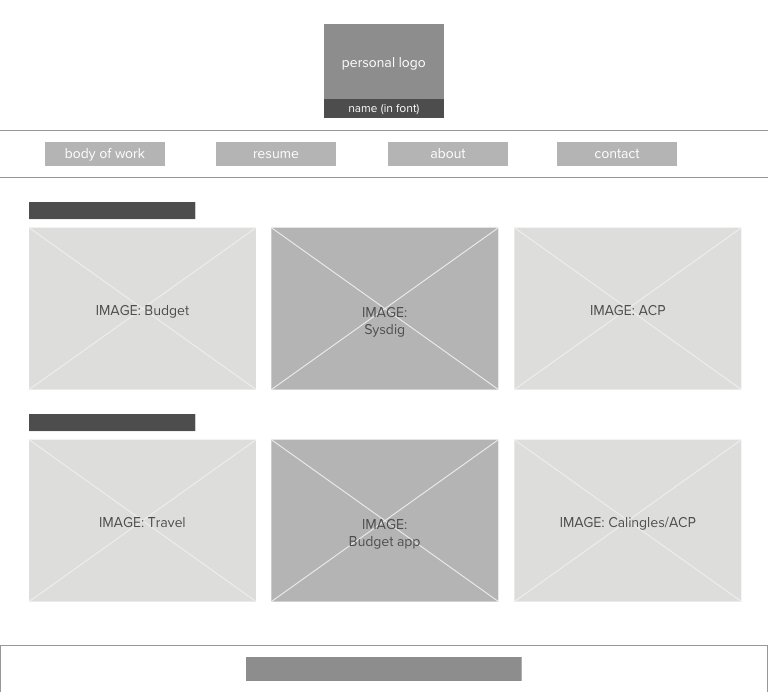 personal logo
name (in font)
body of work
resume
about
contact
IMAGE: Budget
IMAGE:
Sysdig
IMAGE: ACP
IMAGE: Travel
IMAGE:
Budget app
IMAGE: Calingles/ACP